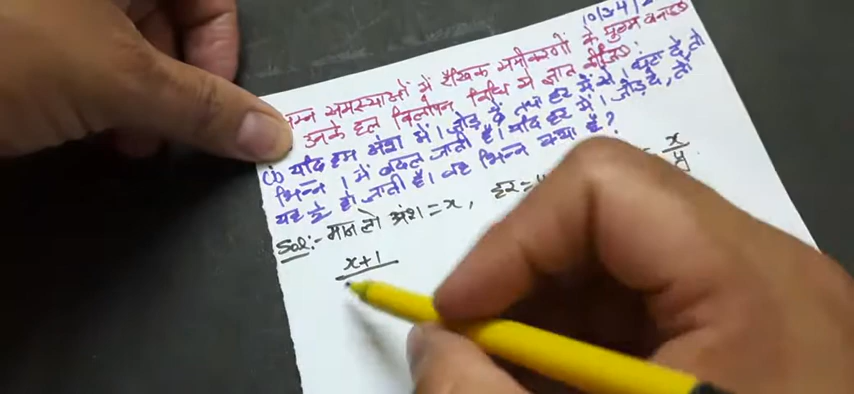 10/3/4/2
निम्न समस्याओं में रैखिक समीकरणों के युग्म बनाइए
उनके हल विलोपन विधि से ज्ञात कीजिए
(i) यदि हम अंश में 1 जोड़ दें तथा हर में से 1 घटा दें, तो
भिन्न 1 में बदल जाती है। यदि हर में 1 जोड़ दें, तो
यह 1/2 हो जाती है। वह भिन्न क्या है?
Sol:- मान लो अंश = x, हर = y x/y
x+1